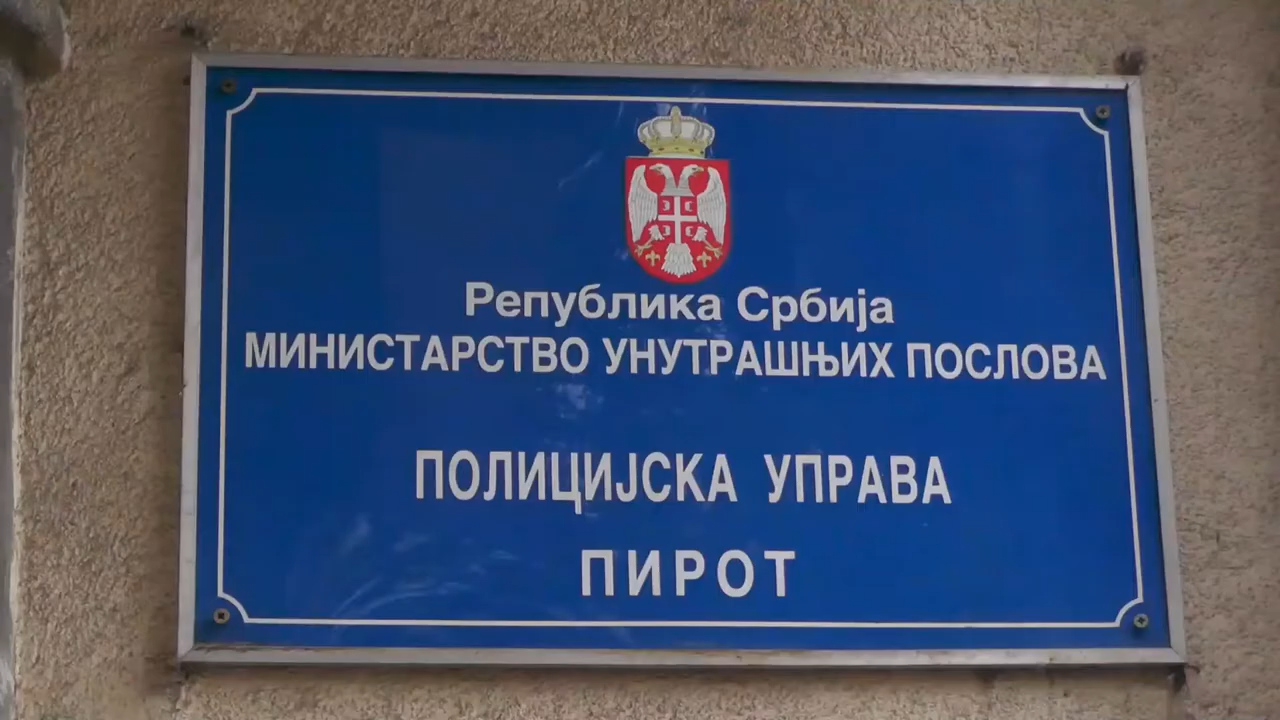 Република Србија
МИНИСТАРСТВО УНУТРАШЊИХ ПОСЛОВА
ПОЛИЦИЈСКА УПРАВА
ПИРОТ